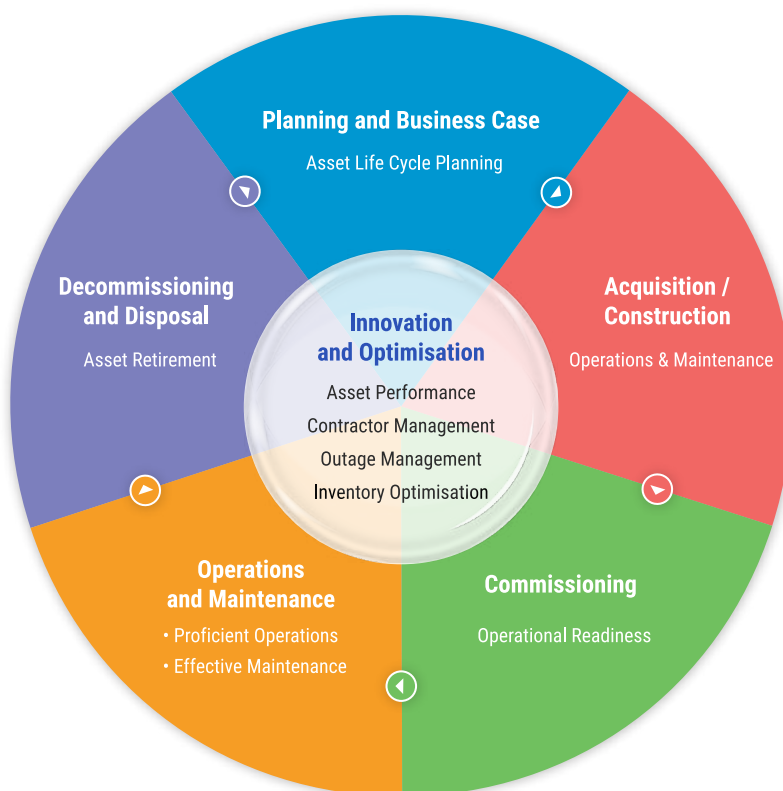 Planning and Business Case
Asset Life Cycle Planning
Acquisition /
Construction
Operations & Maintenance
Commissioning
Operational Readiness
Operations
and Maintenance
• Proficient Operations
• Effective Maintenance
Decommissioning
and Disposal
Asset Retirement
Innovation
and Optimisation
Asset Performance
Contractor Management
Outage Management
Inventory Optimisation